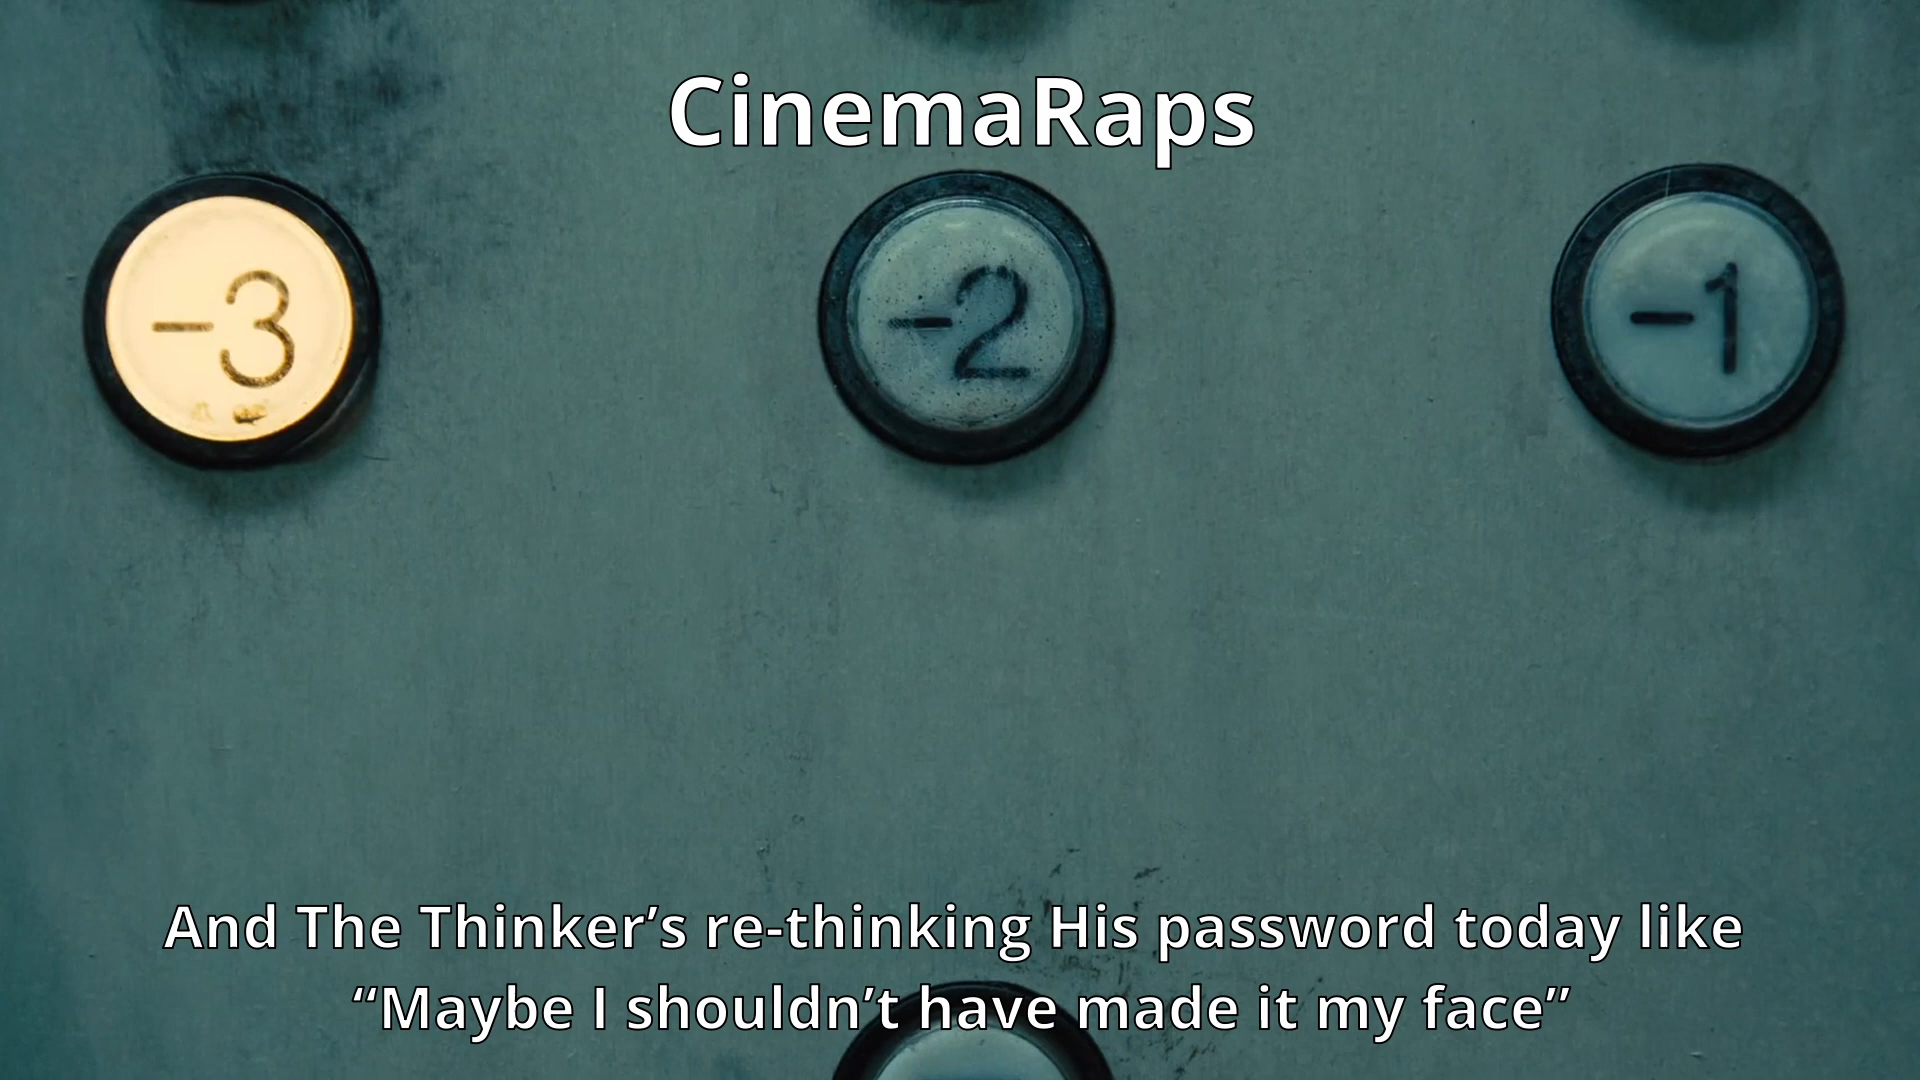 CinemaRaps
-3 -2 -1
And The Thinker’s re-thinking His password today like
“Maybe I shouldn’t have made it my face”